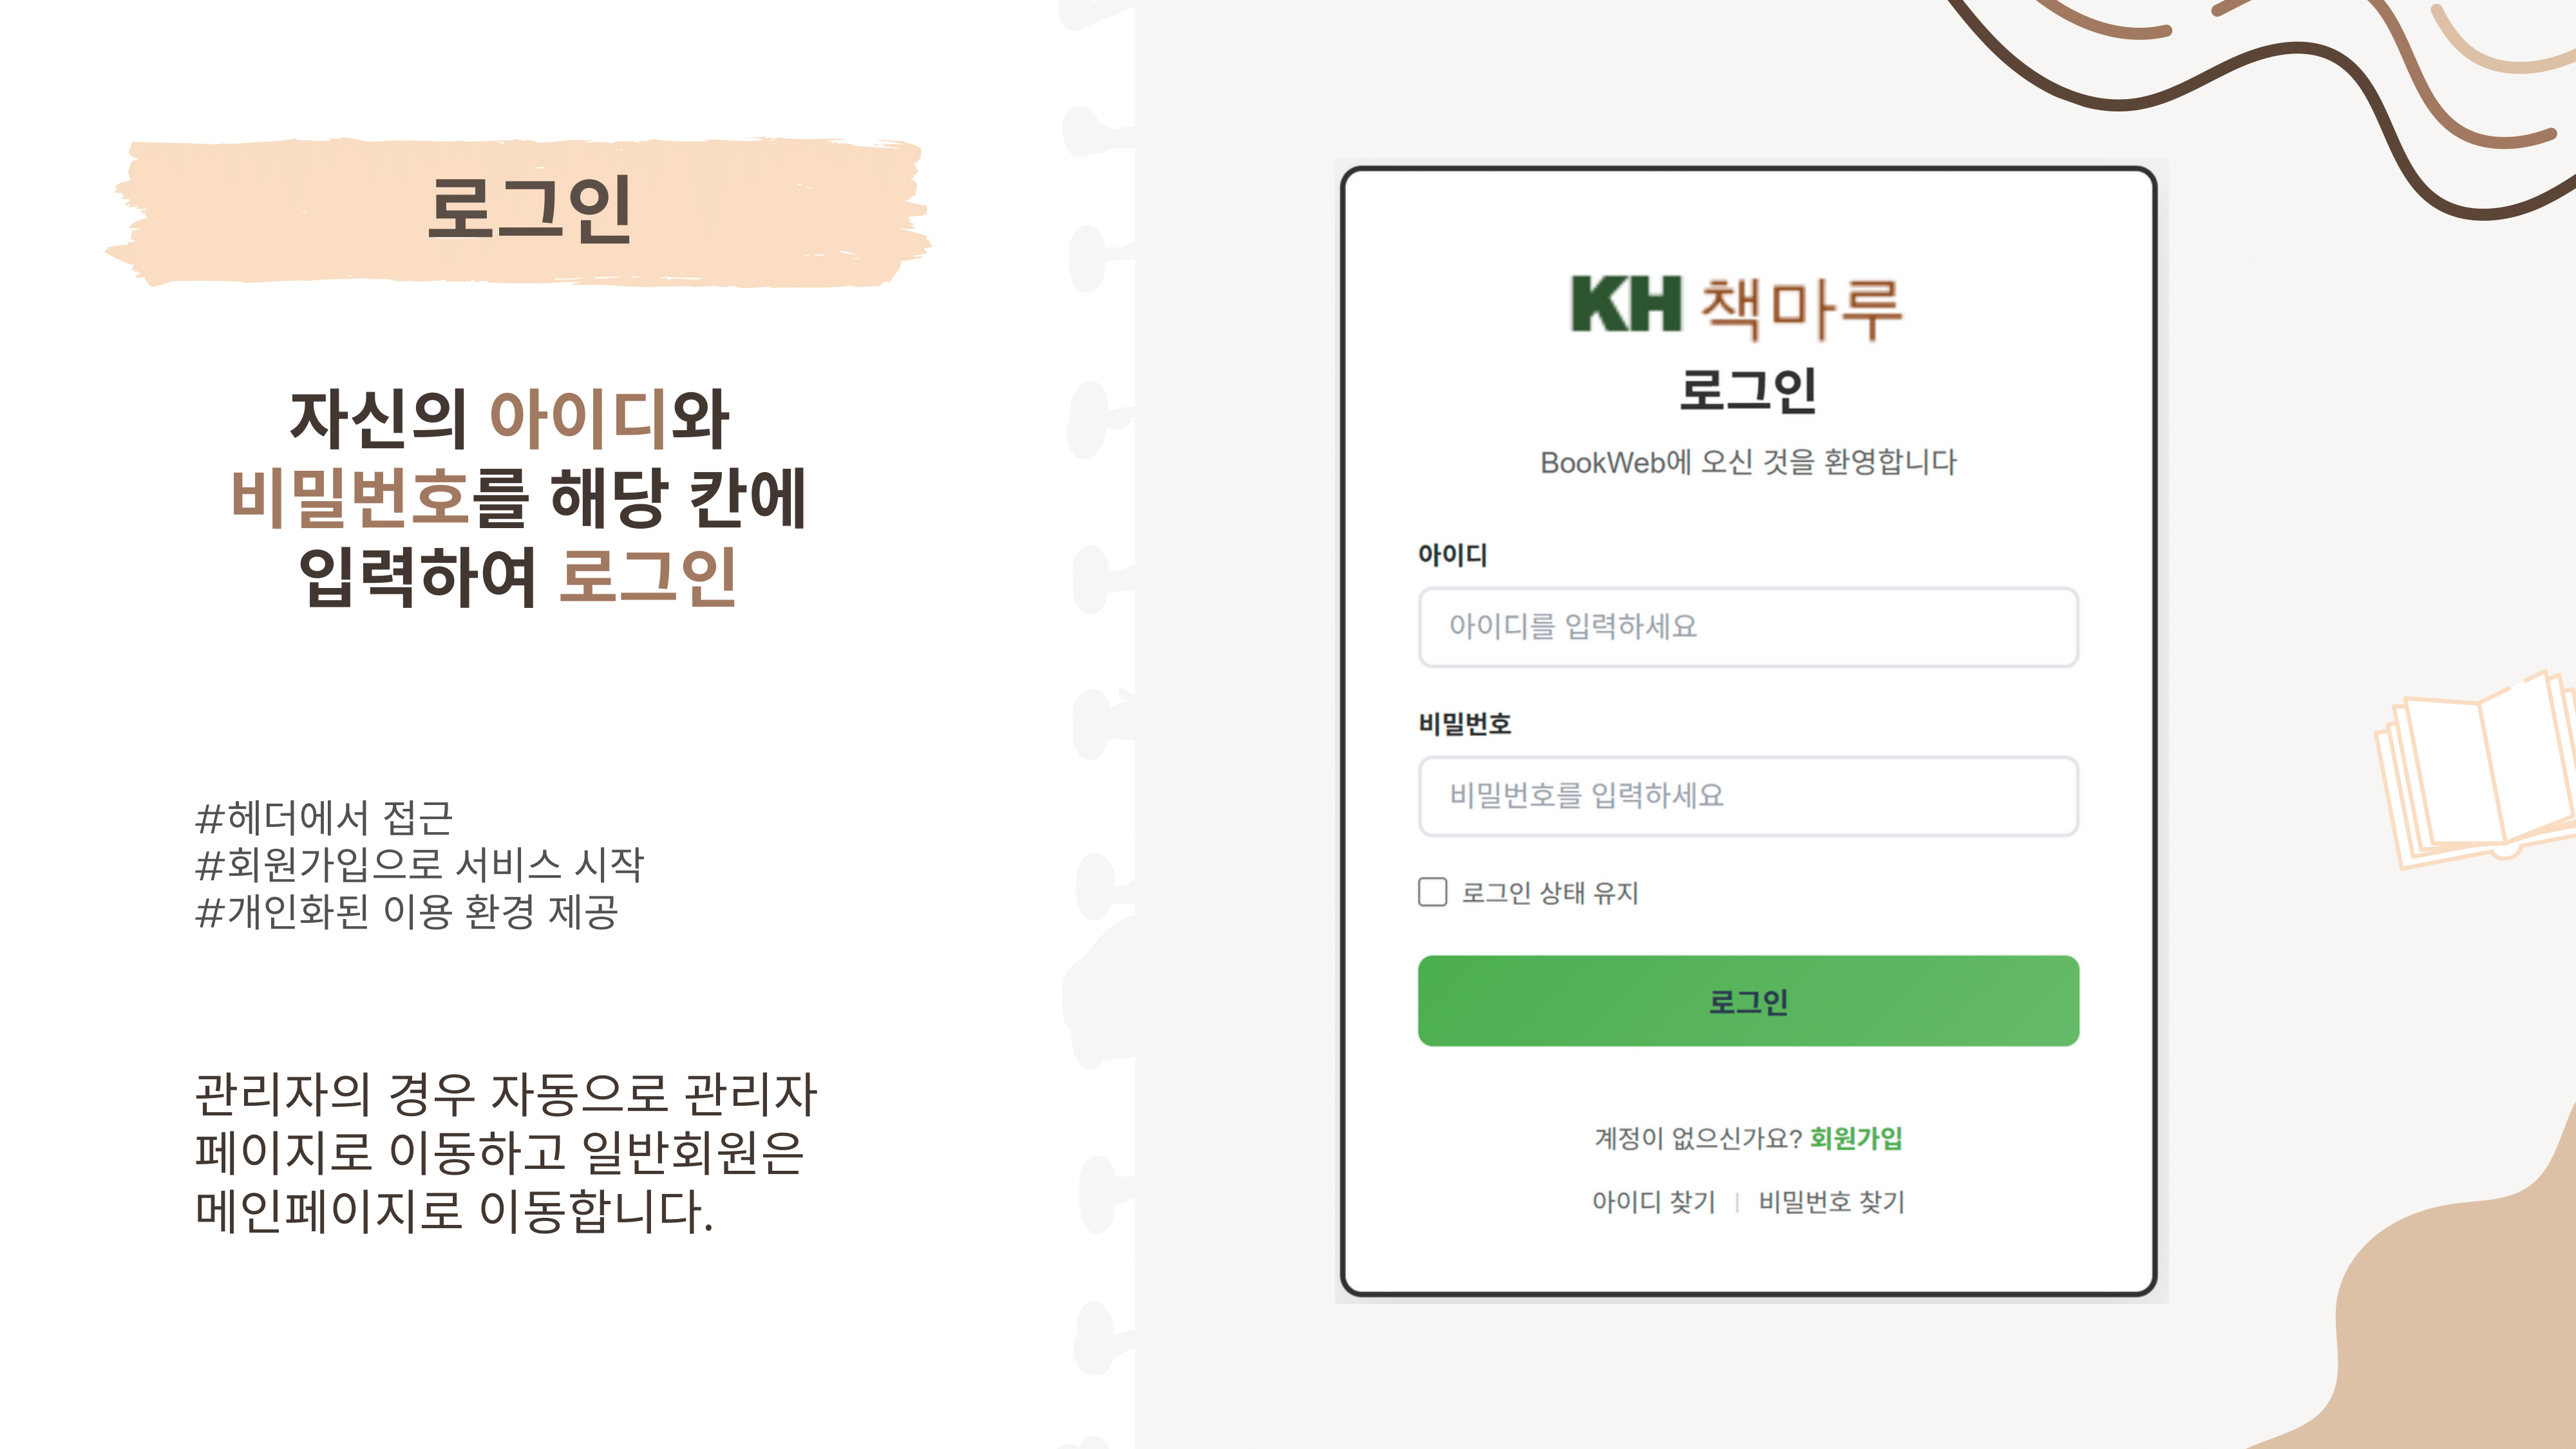 로그인
자신의 아이디와
비밀번호를 해당 칸에
입력하여 로그인
#헤더에서 접근
#회원가입으로 서비스 시작
#개인화된 이용 환경 제공
관리자의 경우 자동으로 관리자
페이지로 이동하고 일반회원은
메인페이지로 이동합니다.
KH 책마루
로그인
BookWeb에 오신 것을 환영합니다
아이디
아이디를 입력하세요
비밀번호
비밀번호를 입력하세요
로그인 상태 유지
로그인
계정이 없으신가요? 회원가입
아이디 찾기 | 비밀번호 찾기